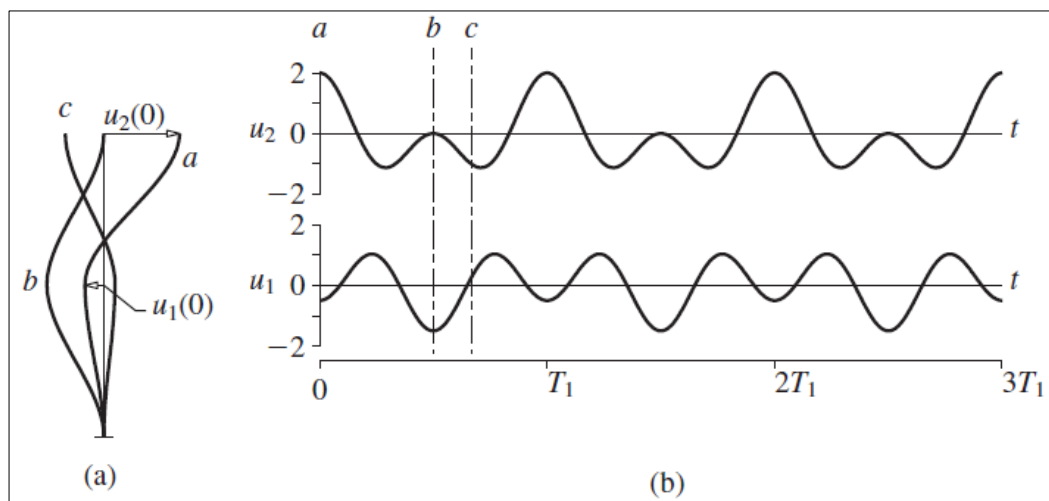 c
u₂(0)
a
b
u₁(0)
(a)
a b c
2
u₂ 0 t
−2
2
u₁ 0 t
−2
0 T₁ 2T₁ 3T₁
(b)